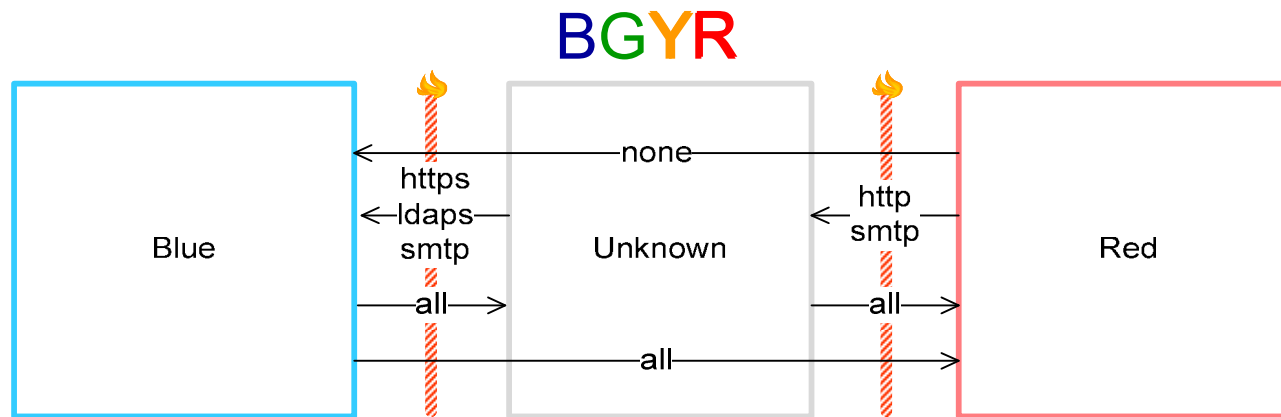 BGYR
none
https
ldaps
smtp
http
smtp
Blue
Unknown
Red
all
all
all